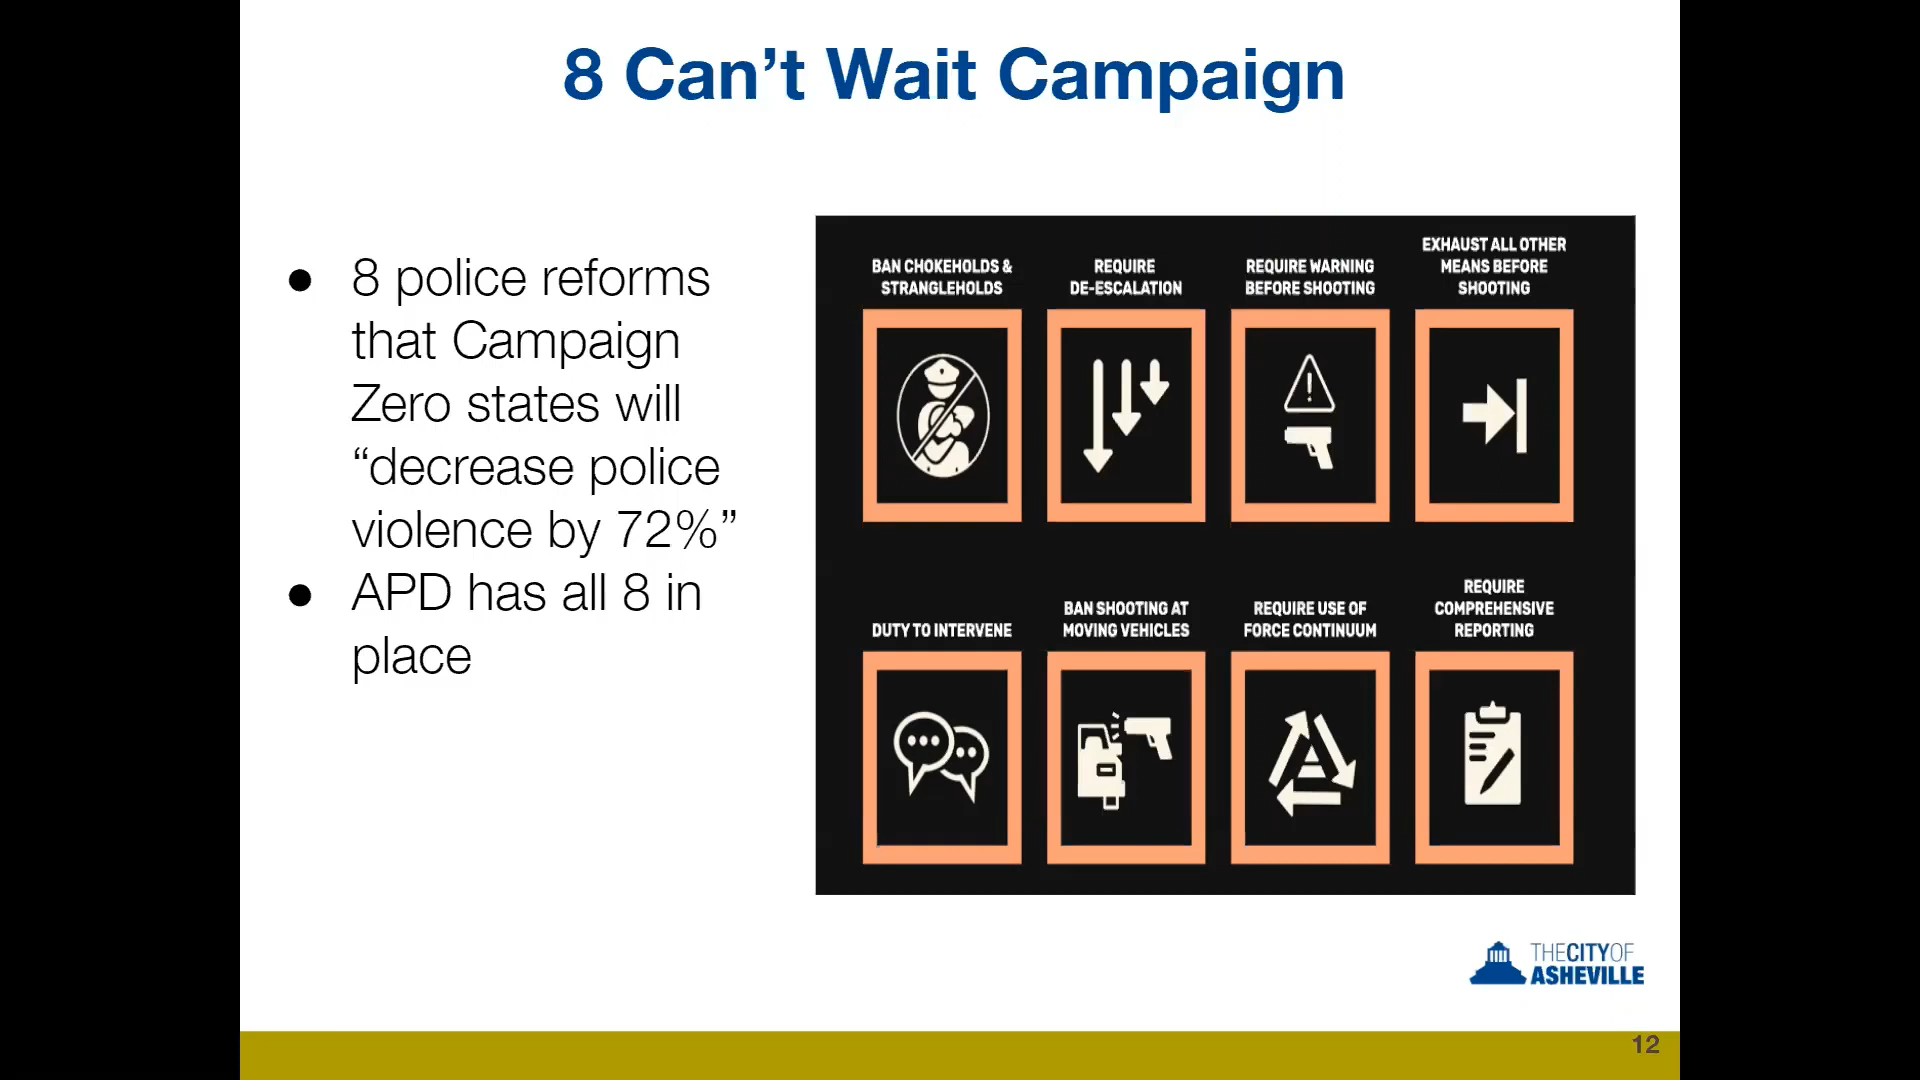 8 Can’t Wait Campaign
● 8 police reforms
that Campaign
Zero states will
“decrease police
violence by 72%”
● APD has all 8 in
place
BAN CHOKEHOLDS &
STRANGLEHOLDS
REQUIRE
DE-ESCALATION
REQUIRE WARNING
BEFORE SHOOTING
EXHAUST ALL OTHER
MEANS BEFORE
SHOOTING
DUTY TO INTERVENE
BAN SHOOTING AT
MOVING VEHICLES
REQUIRE USE OF
FORCE CONTINUUM
REQUIRE
COMPREHENSIVE
REPORTING
THECITYOF
ASHEVILLE
12